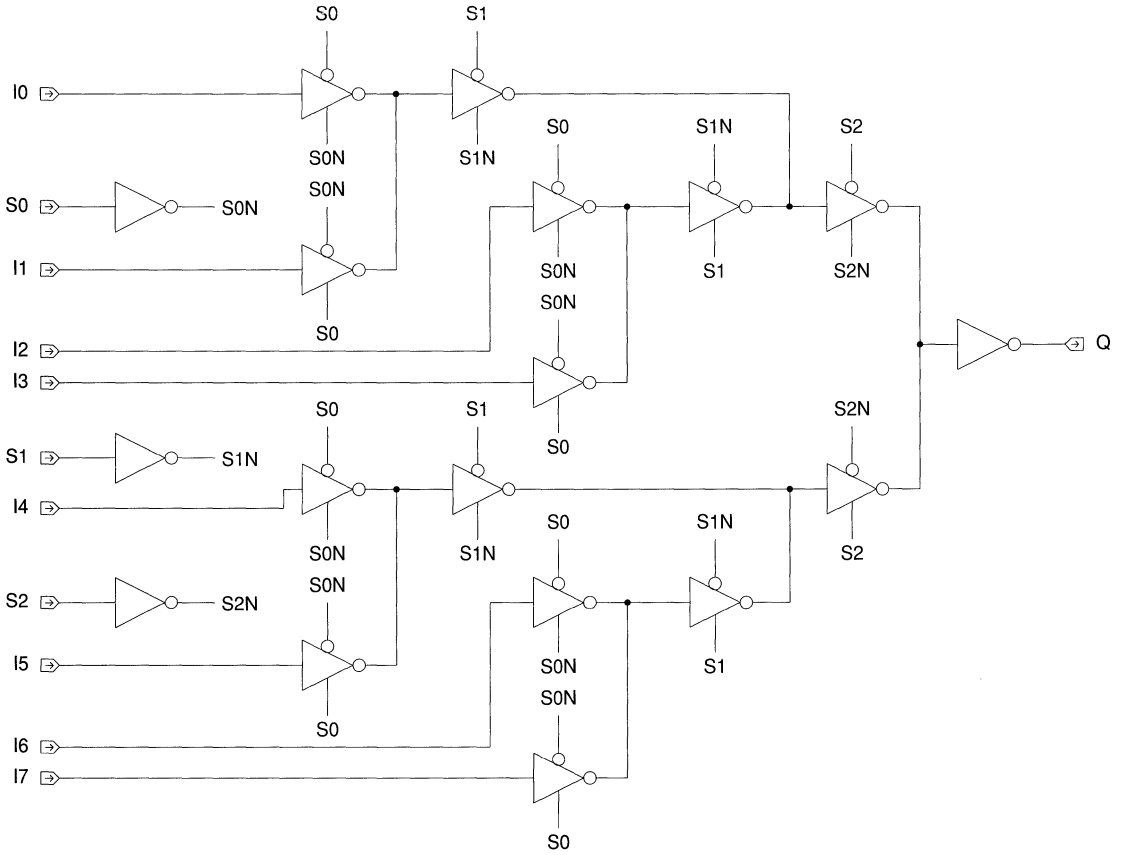 S0 S1
I0
S0 S1N S2
S0N S1N
S0N
S0 S0N
I1
S0N S1 S2N
S0N
S0
I2
Q
I3
S0 S1 S2N
S0
S1 S1N
I4
S0 S1N
S0N S1N S2
S0N
S2 S2N
I5
S0N S1
S0N
S0
I6
I7
S0